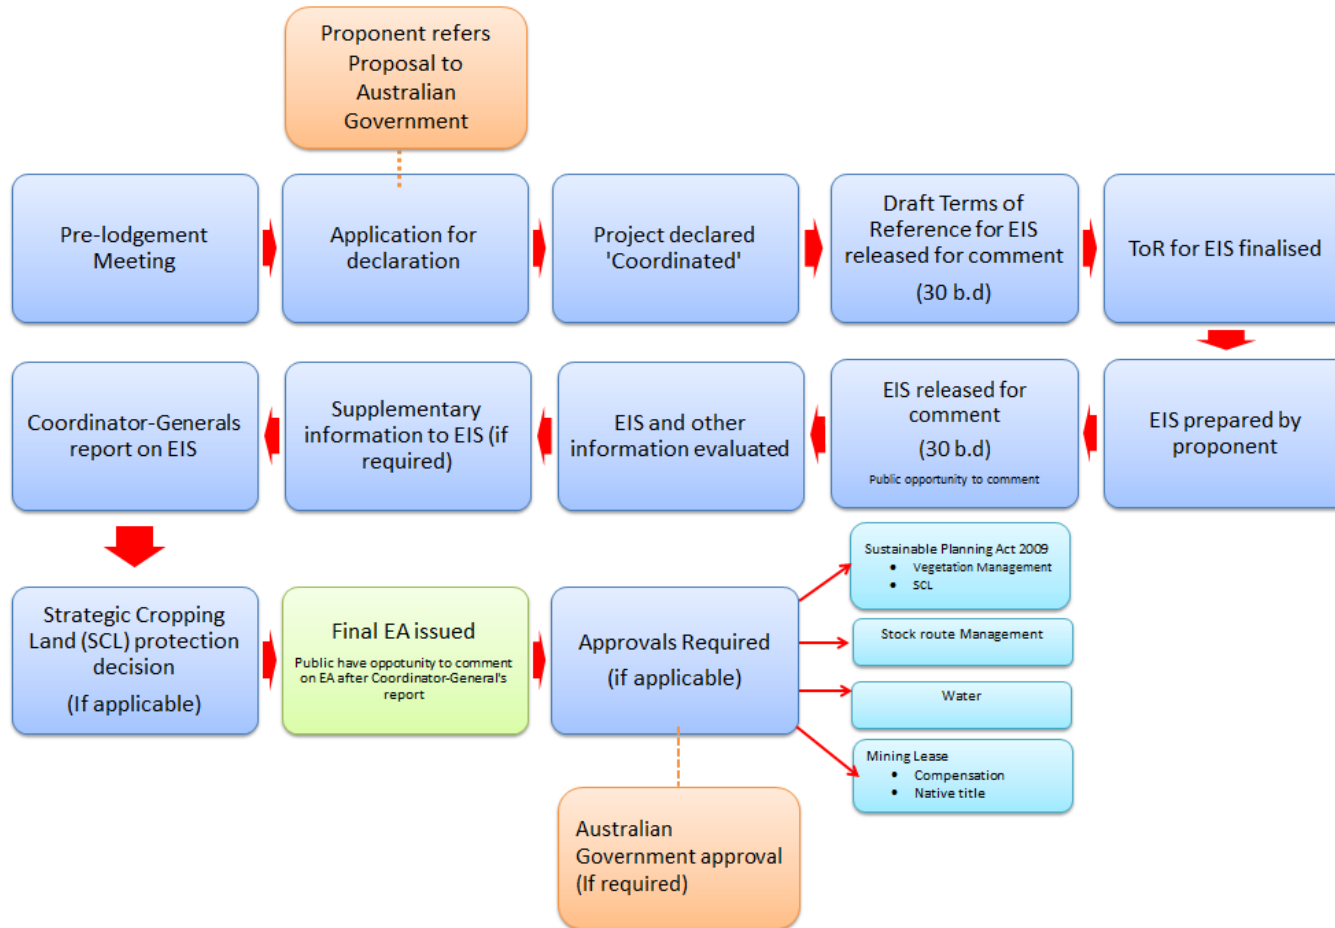 Proponent refers
Proposal to
Australian
Government
Pre-lodgement
Meeting
Application for
declaration
Project declared
'Coordinated'
Draft Terms of
Reference for EIS
released for comment
(30 b.d)
ToR for EIS finalised
EIS prepared by
proponent
EIS released for
comment
(30 b.d)
Public opportunity to comment
EIS and other
information evaluated
Supplementary
information to EIS (if
required)
Coordinator-Generals
report on EIS
Strategic Cropping
Land (SCL) protection
decision
(If applicable)
Final EA issued
Public have oppotunity to comment
on EA after Coordinator-General's
report
Approvals Required
(if applicable)
Sustainable Planning Act 2009
• Vegetation Management
• SCL
Stock route Management
Water
Mining Lease
• Compensation
• Native title
Australian
Government approval
(If required)